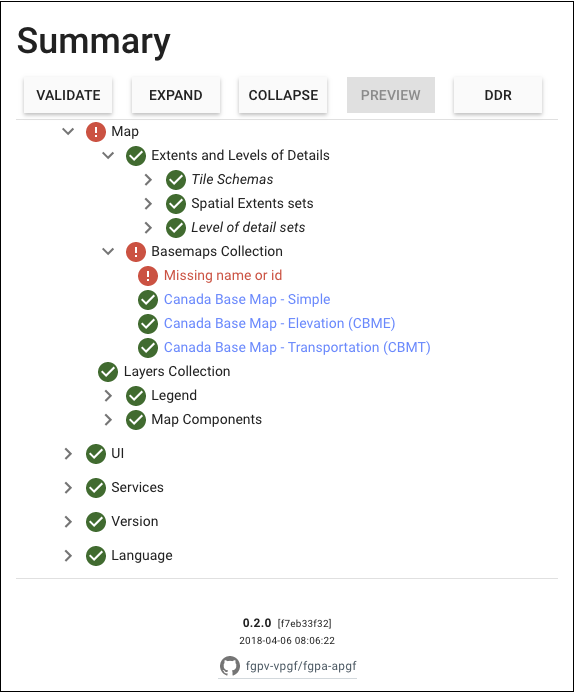 Summary
VALIDATE EXPAND COLLAPSE PREVIEW DDR
Map
Extents and Levels of Details
Tile Schemas
Spatial Extents sets
Level of detail sets
Basemaps Collection
Missing name or id
Canada Base Map - Simple
Canada Base Map - Elevation (CBME)
Canada Base Map - Transportation (CBMT)
Layers Collection
Legend
Map Components
UI
Services
Version
Language
0.2.0 [f7eb33f32]
2018-04-06 08:06:22
fgpv-vpgf/fgpa-apgf